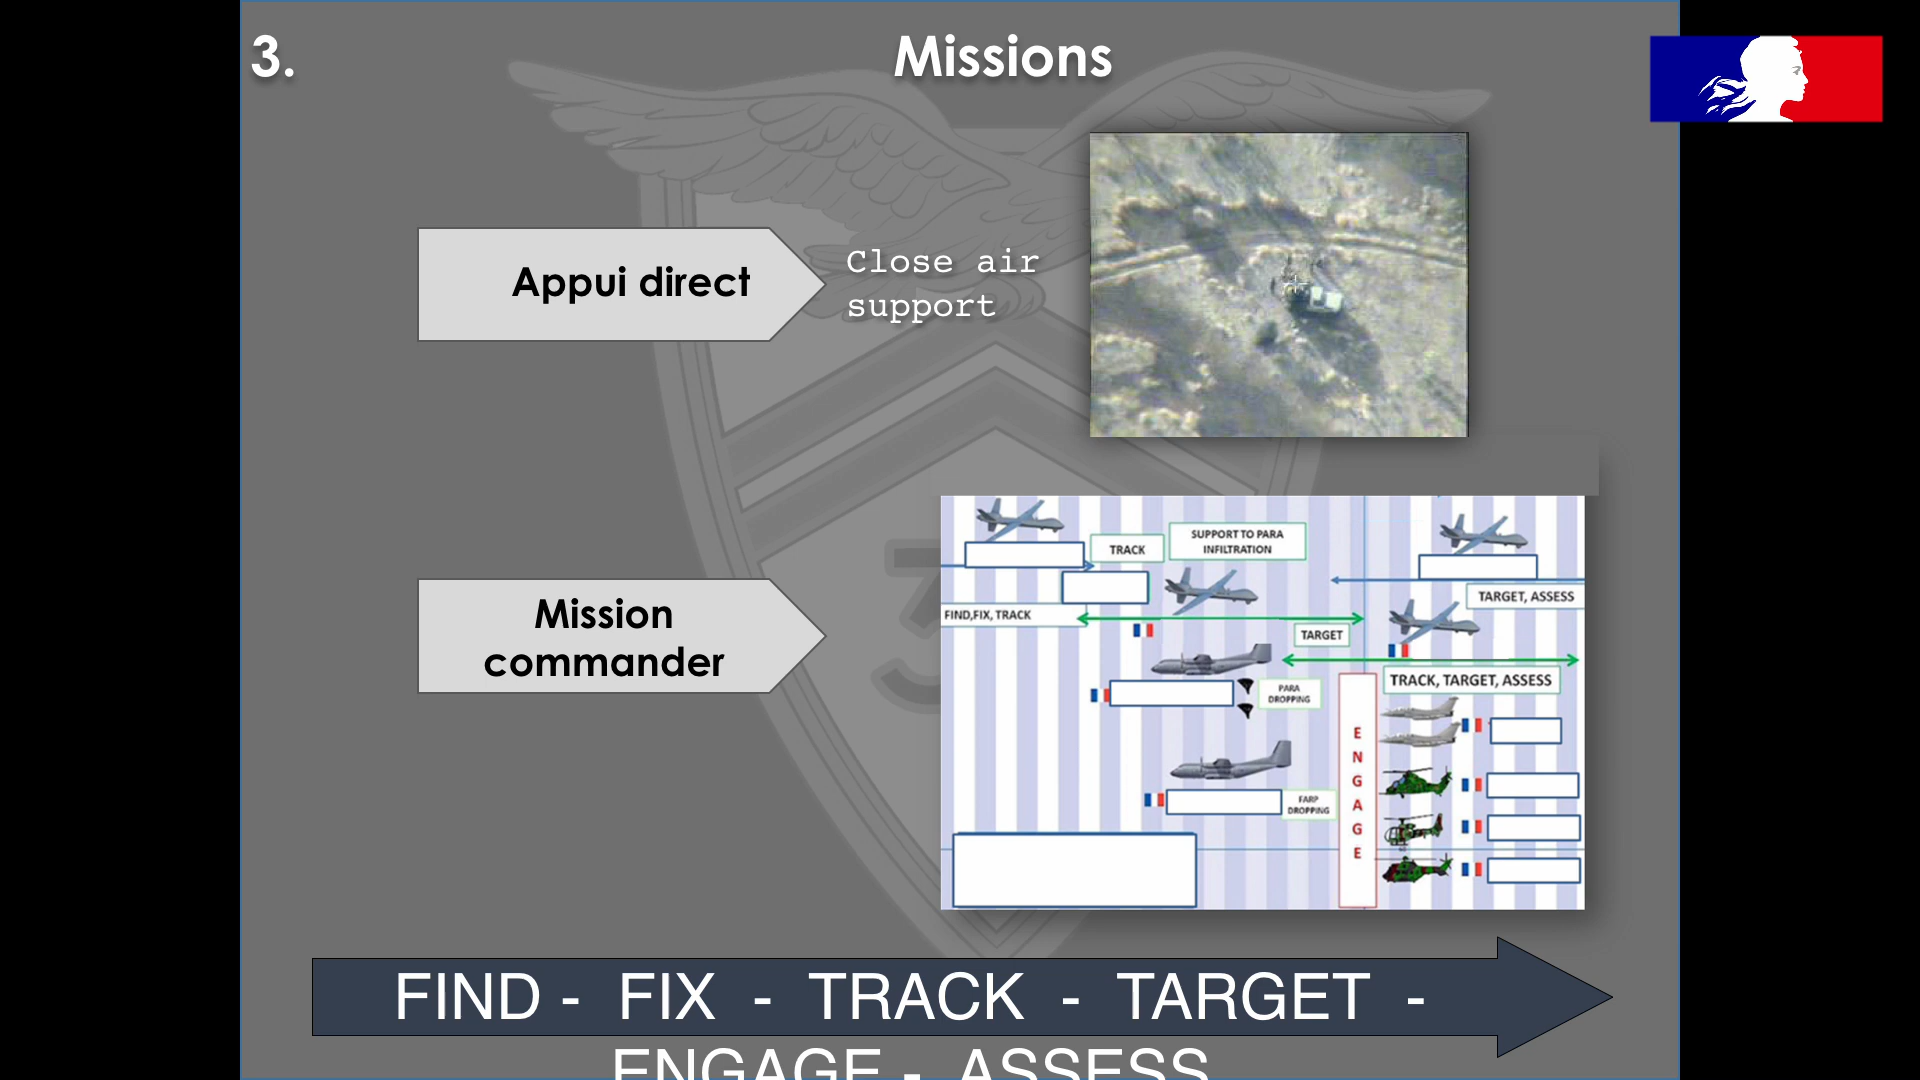 3.
Missions
Appui direct
Close air
support
Mission
commander
TRACK
SUPPORT TO PARA
INFILTRATION
TARGET, ASSESS
FIND,FIX, TRACK
TARGET
TRACK, TARGET, ASSESS
PARA
DROPPING
E
N
G
A
G
E
FARP
DROPPING
3
FIND - FIX - TRACK - TARGET -
ENGAGE - ASSESS